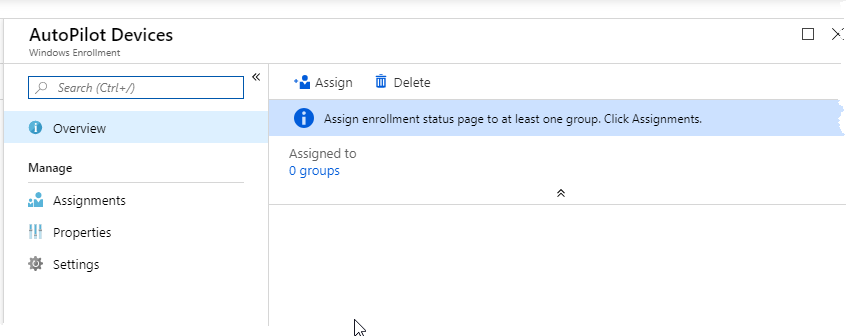 AutoPilot Devices
Windows Enrollment
Search (Ctrl+/)
Overview
Manage
Assignments
Properties
Settings
Assign
Delete
Assign enrollment status page to at least one group. Click Assignments.
Assigned to
0 groups